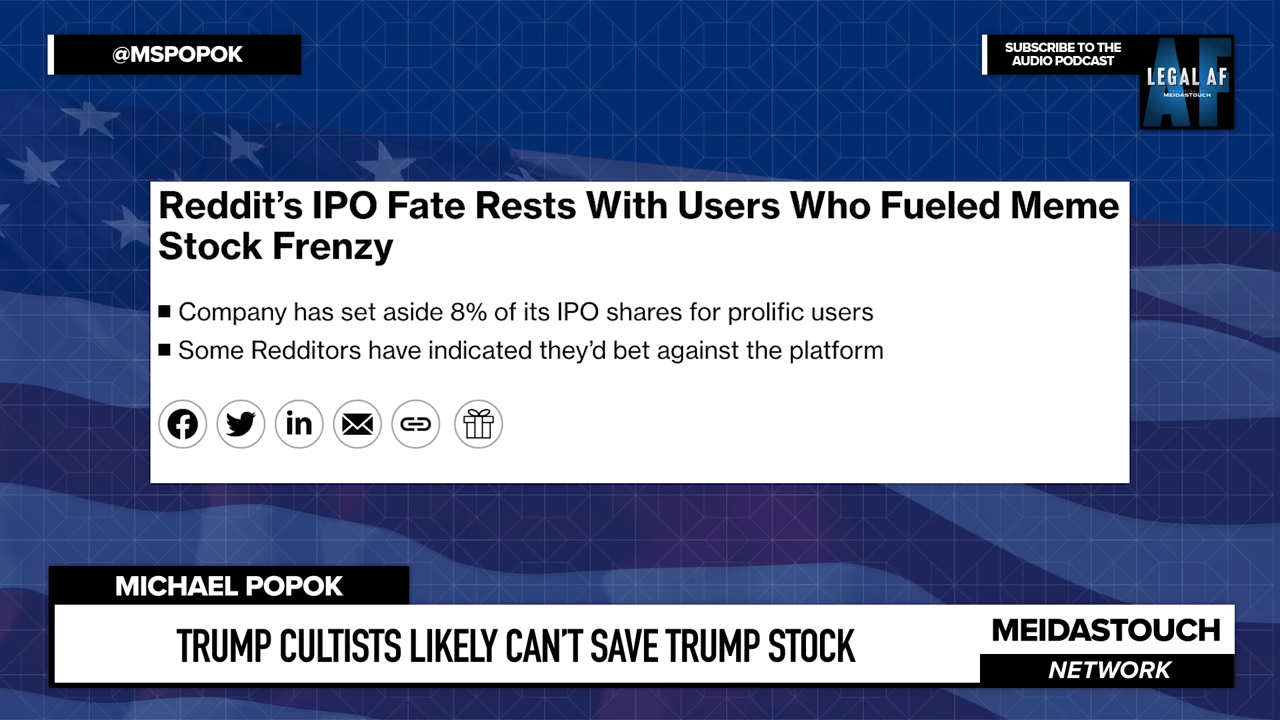 @MSPOPOK
SUBSCRIBE TO THE
AUDIO PODCAST
LEGAL AF
MEIDASTOUCH
Reddit’s IPO Fate Rests With Users Who Fueled Meme
Stock Frenzy
■ Company has set aside 8% of its IPO shares for prolific users
■ Some Redditors have indicated they’d bet against the platform
in
MICHAEL POPOK
TRUMP CULTISTS LIKELY CAN’T SAVE TRUMP STOCK
MEIDASTOUCH
NETWORK